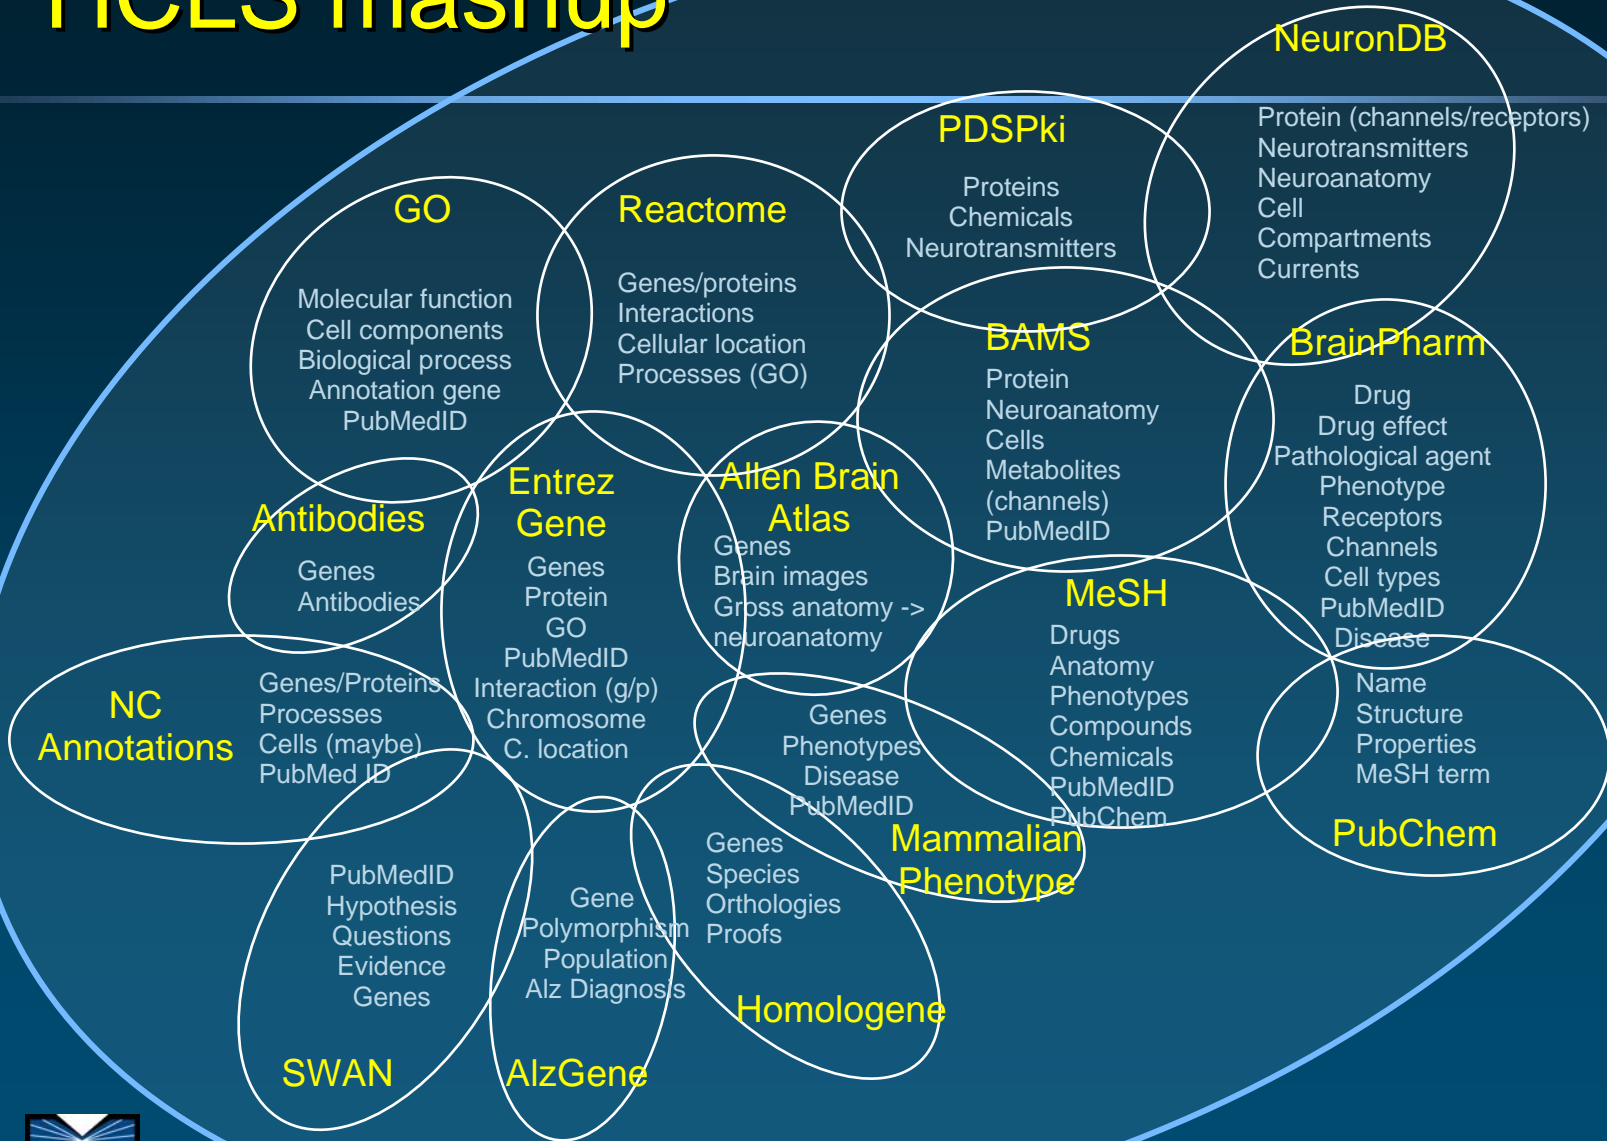 HCLS mashup
NeuronDB
Protein (channels/receptors)
Neurotransmitters
Neuroanatomy
Cell
Compartments
Currents
PDSPki
Proteins
Chemicals
Neurotransmitters
GO
Molecular function
Cell components
Biological process
Annotation gene
PubMedID
Reactome
Genes/proteins
Interactions
Cellular location
Processes (GO)
BAMS
Protein
Neuroanatomy
Cells
Metabolites
(channels)
PubMedID
BrainPharm
Drug
Drug effect
Pathological agent
Phenotype
Receptors
Channels
Cell types
PubMedID
Disease
Antibodies
Genes
Antibodies
Entrez
Gene
Genes
Protein
GO
PubMedID
Interaction (g/p)
Chromosome
C. location
Allen Brain
Atlas
Genes
Brain images
Gross anatomy ->
neuroanatomy
MeSH
Drugs
Anatomy
Phenotypes
Compounds
Chemicals
PubMedID
PubChem
NC
Annotations
Genes/Proteins
Processes
Cells (maybe)
PubMed ID
Genes
Phenotypes
Disease
PubMedID
Mammalian
Phenotype
Name
Structure
Properties
MeSH term
PubChem
PubMedID
Hypothesis
Questions
Evidence
Genes
SWAN
Gene
Polymorphism
Population
Alz Diagnosis
AlzGene
Genes
Species
Orthologies
Proofs
Homologene